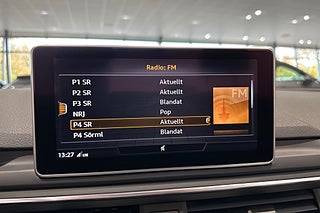 Radio: FM
P1 SR Aktuellt
P2 SR Aktuellt
P3 SR Blandat
NRJ Pop
P4 SR Aktuellt
P4 Sörml Blandat
FM
13:27